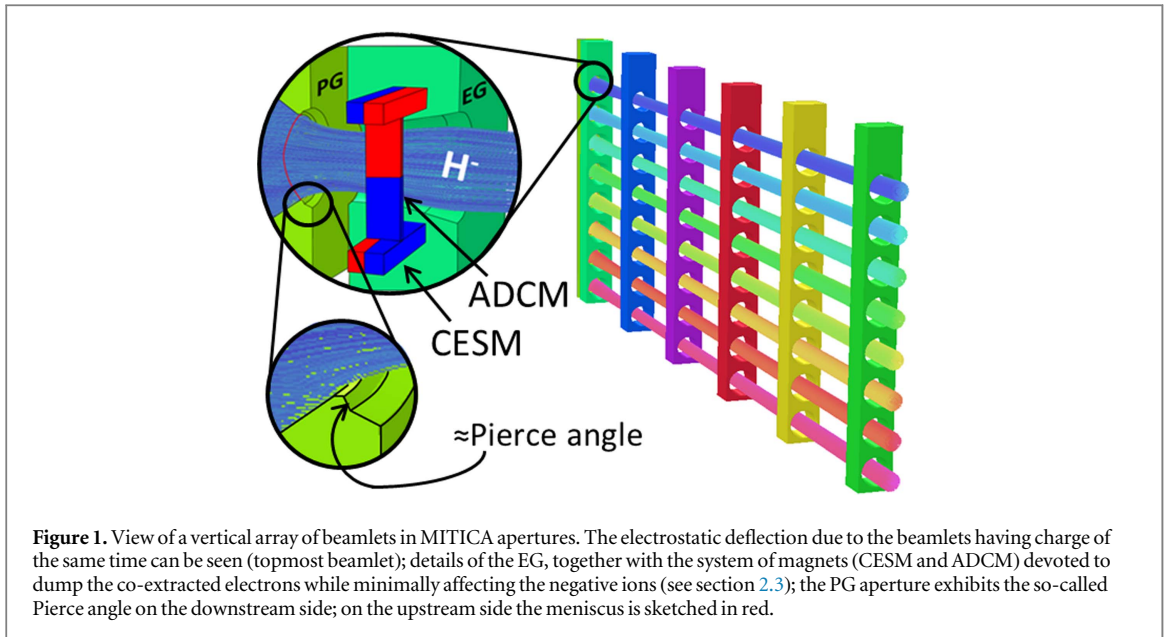 PG
EG
H-
ADCM
CESM
≈Pierce angle
Figure 1. View of a vertical array of beamlets in MITICA apertures. The electrostatic deflection due to the beamlets having charge of
the same time can be seen (topmost beamlet); details of the EG, together with the system of magnets (CESM and ADCM) devoted to
dump the co-extracted electrons while minimally affecting the negative ions (see section 2.3); the PG aperture exhibits the so-called
Pierce angle on the downstream side; on the upstream side the meniscus is sketched in red.